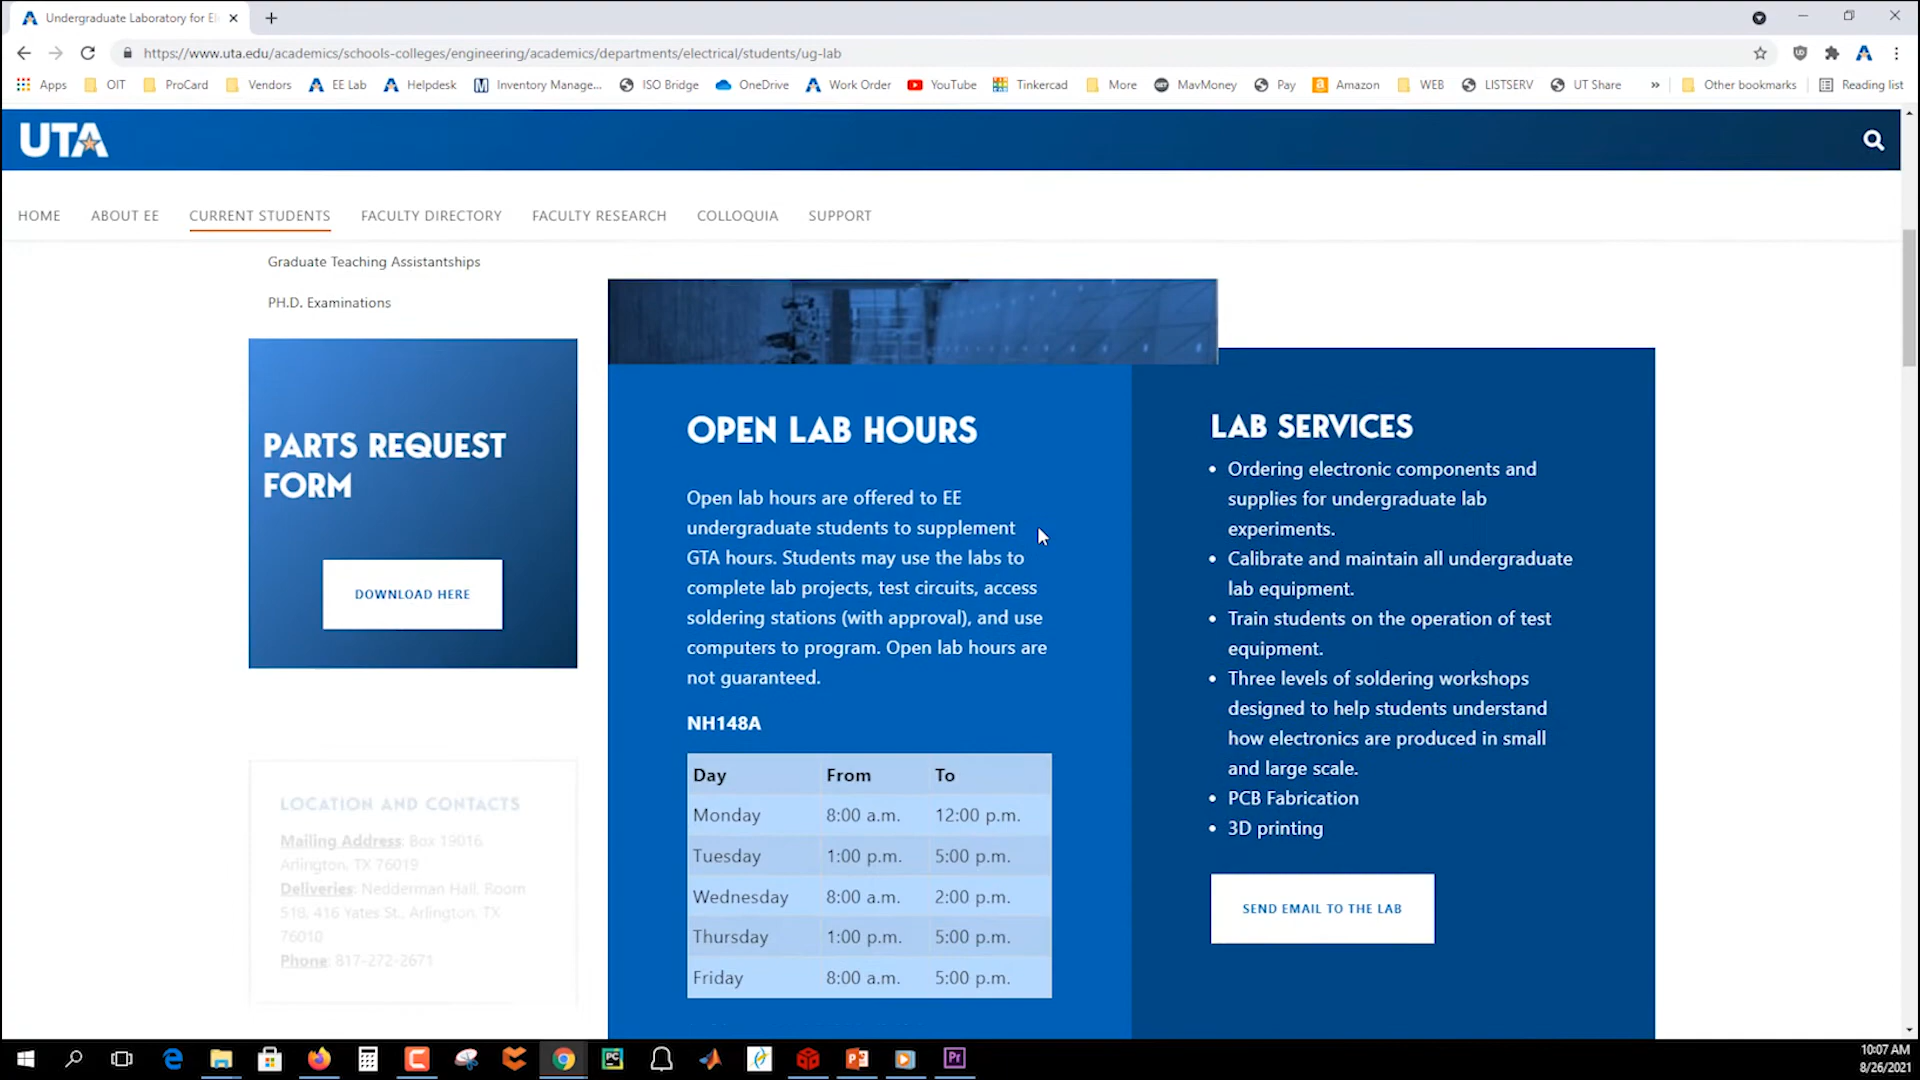 Undergraduate Laboratory for El
https://www.uta.edu/academics/schools-colleges/engineering/academics/departments/electrical/students/ug-lab
Apps OIT ProCard Vendors EE Lab Helpdesk Inventory Manage... ISO Bridge OneDrive Work Order YouTube Tinkercad More MavMoney Pay Amazon WEB LISTSERV UT Share » Other bookmarks Reading list
UTA
HOME ABOUT EE CURRENT STUDENTS FACULTY DIRECTORY FACULTY RESEARCH COLLOQUIA SUPPORT
Graduate Teaching Assistantships
PH.D. Examinations
PARTS REQUEST
FORM
DOWNLOAD HERE
LOCATION AND CONTACTS
Mailing Address: Box 19016
Arlington, TX 76019
Deliveries: Nedderman Hall, Room
518, 416 Yates St., Arlington, TX
76010
Phone: 817-272-2671
OPEN LAB HOURS
Open lab hours are offered to EE
undergraduate students to supplement
GTA hours. Students may use the labs to
complete lab projects, test circuits, access
soldering stations (with approval), and use
computers to program. Open lab hours are
not guaranteed.
NH148A
Day From To
Monday 8:00 a.m. 12:00 p.m.
Tuesday 1:00 p.m. 5:00 p.m.
Wednesday 8:00 a.m. 2:00 p.m.
Thursday 1:00 p.m. 5:00 p.m.
Friday 8:00 a.m. 5:00 p.m.
LAB SERVICES
• Ordering electronic components and
supplies for undergraduate lab
experiments.
• Calibrate and maintain all undergraduate
lab equipment.
• Train students on the operation of test
equipment.
• Three levels of soldering workshops
designed to help students understand
how electronics are produced in small
and large scale.
• PCB Fabrication
• 3D printing
SEND EMAIL TO THE LAB
10:07 AM
8/26/2021